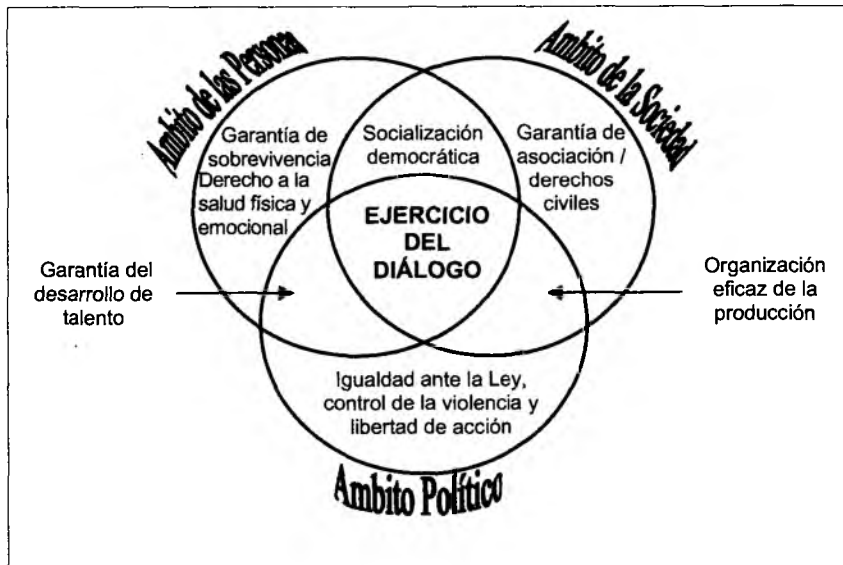 Ambito de las Personas
Ambito de la Sociedad
Garantía de
sobrevivencia
Derecho a la
salud física y
emocional
Socialización
democrática
Garantía de
asociación /
derechos
civiles
EJERCICIO
DEL
DIÁLOGO
Garantía del
desarrollo de
talento
Organización
eficaz de la
producción
Igualdad ante la Ley,
control de la violencia y
libertad de acción
Ambito Político